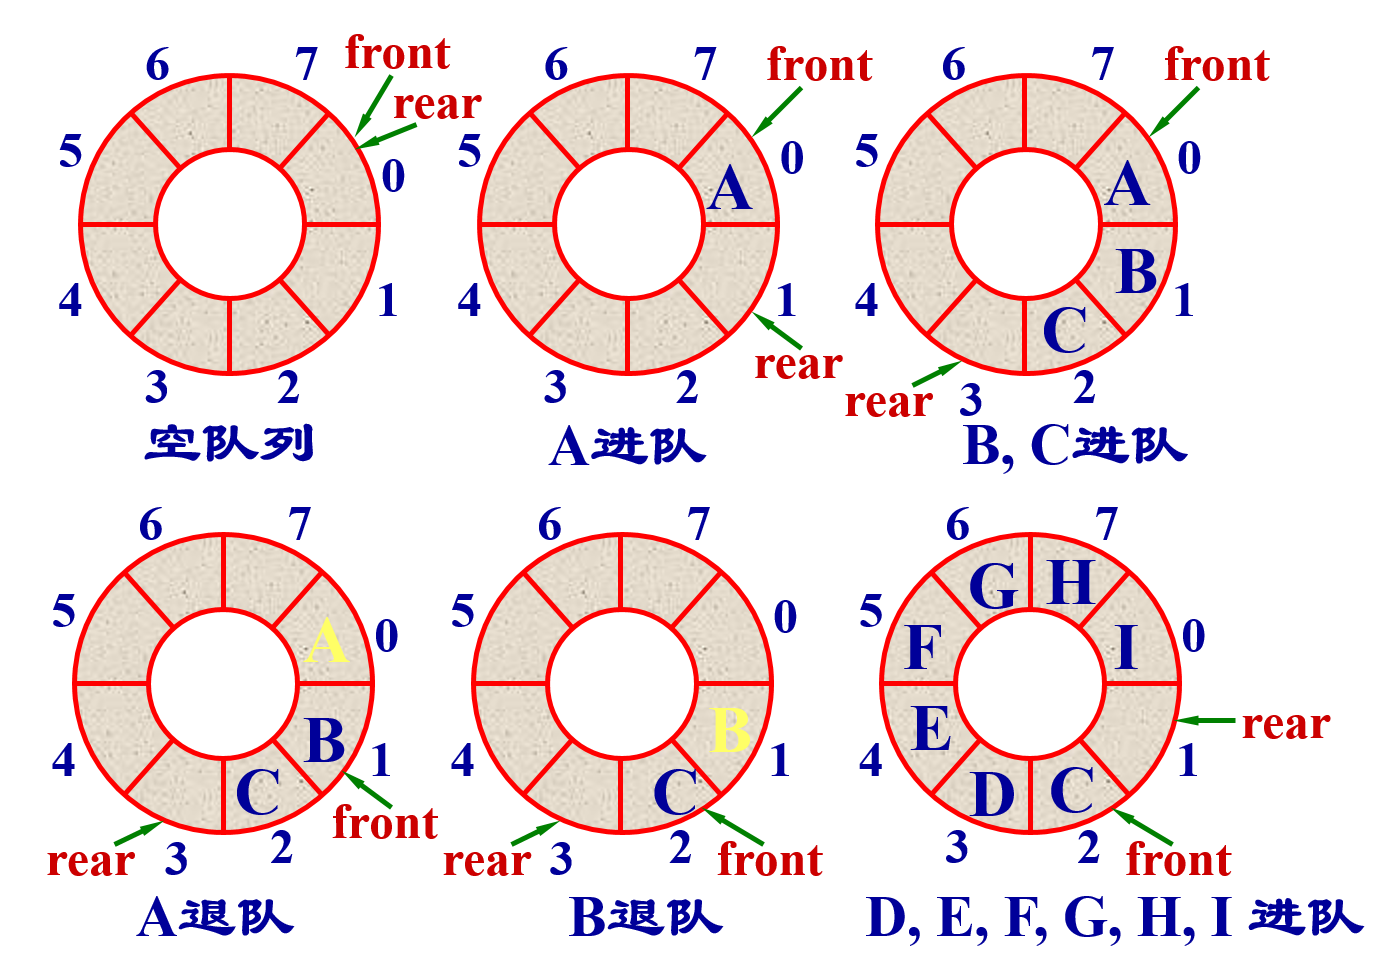 6 7 front
rear
5 0
4 1
3 2
空队列
6 7 front
5 0
A
4 1
rear
3 2
A进队
6 7 front
5 0
A
B
4 1
C
rear 3 2
B, C进队
6 7
5 0
A
B
4 1
C
front
rear 3 2
A退队
6 7
5 0
B
4 1
C
rear 3 2 front
B退队
6 7
G H
5 0
F I
rear
E
4 1
D C
3 2 front
D, E, F, G, H, I 进队